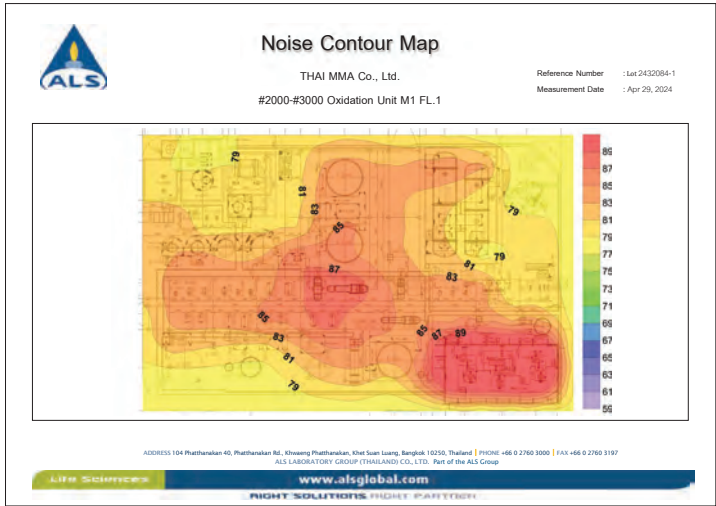 ALS
Noise Contour Map
THAI MMA Co., Ltd.
#2000-#3000 Oxidation Unit M1 FL.1
Reference Number : Lot 2432084-1
Measurement Date : Apr 29, 2024
79
81
83
85
87
79
79
81
83
85
83
81
79
85
87
89
89
87
85
83
81
79
77
75
73
71
69
67
65
63
61
59
ADDRESS 104 Phatthanakan 40, Phatthanakan Rd., Khwaeng Phatthanakan, Khet Suan Luang, Bangkok 10250, Thailand | PHONE +66 0 2760 3000 | FAX +66 0 2760 3197
ALS LABORATORY GROUP (THAILAND) CO., LTD. Part of the ALS Group
Life Sciences
www.alsglobal.com
RIGHT SOLUTIONS RIGHT PARTNER